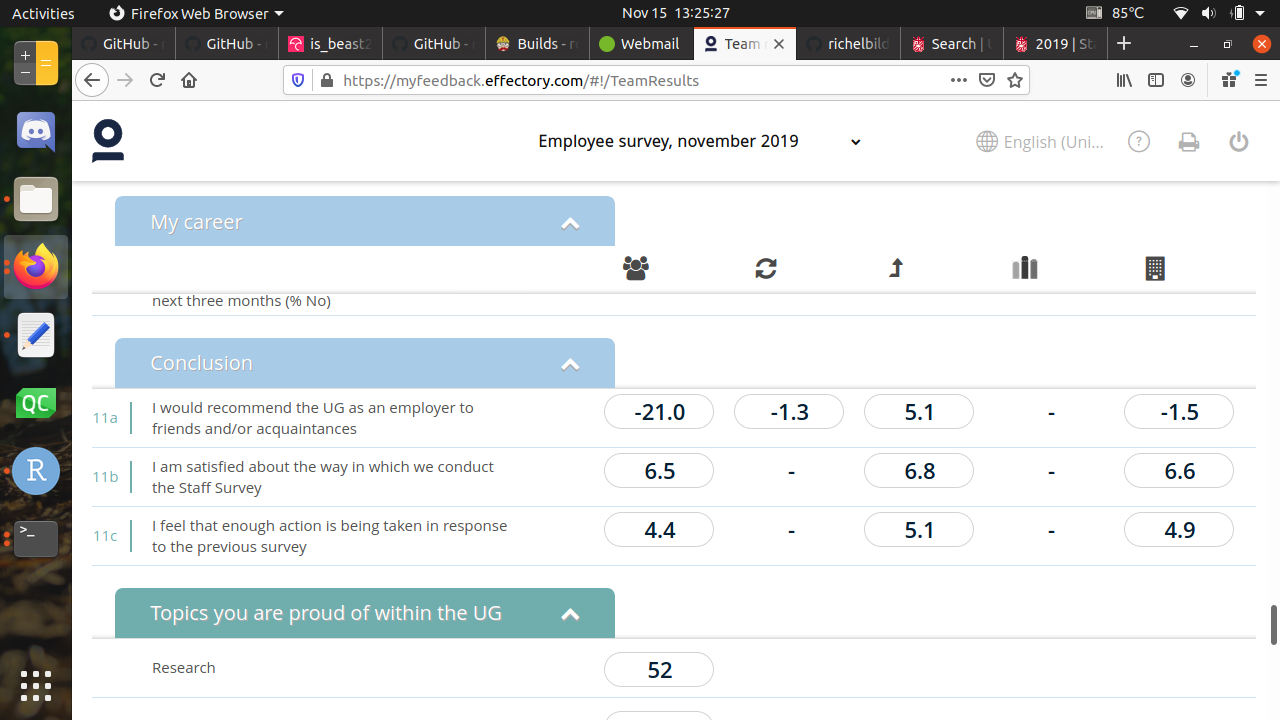 Activities
Firefox Web Browser
Nov 15 13:25:27
85°C
GitHub -
GitHub -
is_beast2
GitHub -
Builds - r
Webmail
Team
richelbild
Search |
2019 | St
https://myfeedback.effectory.com/#!/TeamResults
Employee survey, november 2019
English (Uni...
?
My career
next three months (% No)
Conclusion
11a I would recommend the UG as an employer to
friends and/or acquaintances
-21.0 -1.3 5.1 - -1.5
11b I am satisfied about the way in which we conduct
the Staff Survey
6.5 - 6.8 - 6.6
11c I feel that enough action is being taken in response
to the previous survey
4.4 - 5.1 - 4.9
Topics you are proud of within the UG
Research 52
QC
R
>_